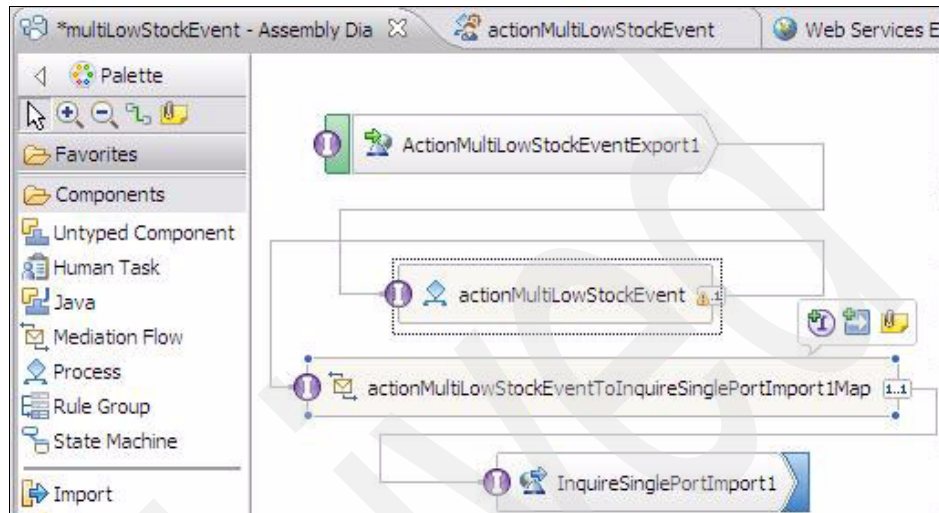 *multiLowStockEvent - Assembly Dia
actionMultiLowStockEvent
Web Services E
Palette
Favorites
Components
Untyped Component
Human Task
Java
Mediation Flow
Process
Rule Group
State Machine
Import
ActionMultiLowStockEventExport1
actionMultiLowStockEvent
actionMultiLowStockEventToInquireSinglePortImport1Map
1..1
InquireSinglePortImport1